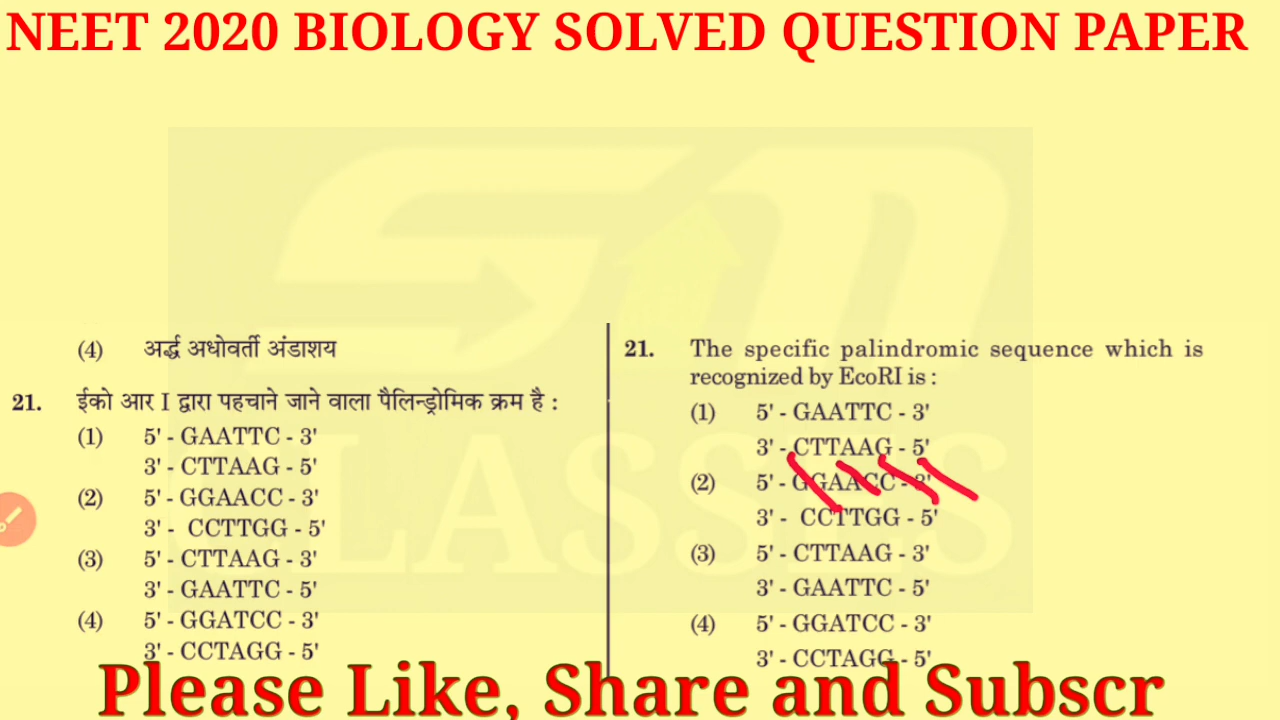 NEET 2020 BIOLOGY SOLVED QUESTION PAPER
(4) अर्द्ध अधोवर्ती अंडाशय
21. ईको आर I द्वारा पहचाने जाने वाला पैलिन्ड्रोमिक क्रम है :
(1) 5' - GAATTC - 3'
3' - CTTAAG - 5'
(2) 5' - GGAACC - 3'
3' - CCTTGG - 5'
(3) 5' - CTTAAG - 3'
3' - GAATTC - 5'
(4) 5' - GGATCC - 3'
3' - CCTAGG - 5'
21. The specific palindromic sequence which is
recognized by EcoRI is :
(1) 5' - GAATTC - 3'
3' - CTTAAG - 5'
(2) 5' - GGAACC - 3'
3' - CCTTGG - 5'
(3) 5' - CTTAAG - 3'
3' - GAATTC - 5'
(4) 5' - GGATCC - 3'
3' - CCTAGG - 5'
SM
CLASSES
Please Like, Share and Subscr